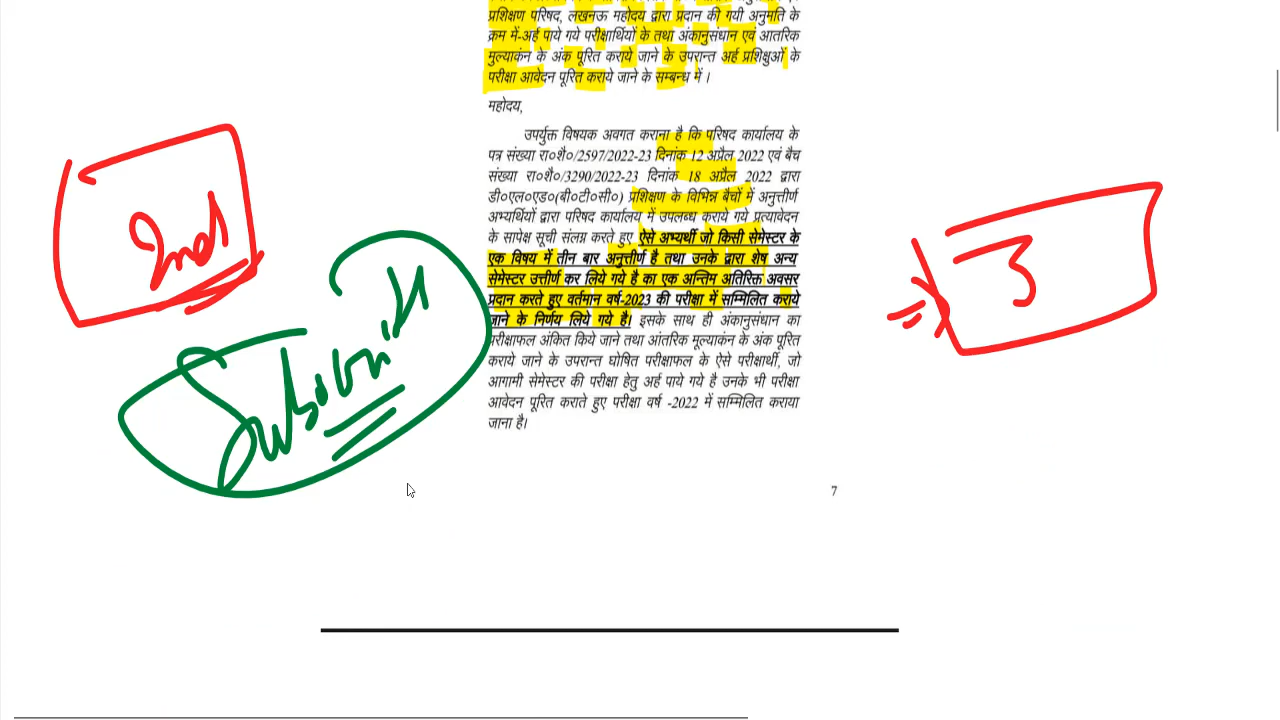 प्रशिक्षण परिषद, लखनऊ महोदय द्वारा प्रदान की गयी अनुमति के
क्रम में-अर्ह पाये गये परीक्षार्थियों के तथा अंकानुसंधान एवं आतरिक
मुल्याकंन के अंक पूरित कराये जाने के उपरान्त अर्ह प्रशिक्षुओं के
परीक्षा आवेदन पूरित कराये जाने के सम्बन्ध में ।
महोदय,
उपर्युक्त विषयक अवगत कराना है कि परिषद कार्यालय के
पत्र संख्या रा०शै०/2597/2022-23 दिनांक 12 अप्रैल 2022 एवं बैच
संख्या रा०शै०/3290/2022-23 दिनांक 18 अप्रैल 2022 द्वारा
डी०एल०एड०(बी०टी०सी०) प्रशिक्षण के विभिन्न बैचों में अनुत्तीर्ण
अभ्यर्थियों द्वारा परिषद कार्यालय में उपलब्ध कराये गये प्रत्यावेदन
के सापेक्ष सूची संलग्न करते हुए ऐसे अभ्यर्थी जो किसी सेमेस्टर के
एक विषय में तीन बार अनुत्तीर्ण है तथा उनके द्वारा शेष अन्य
सेमेस्टर उत्तीर्ण कर लिये गये है का एक अन्तिम अतिरिक्त अवसर
प्रदान करते हुए वर्तमान वर्ष-2023 की परीक्षा में सम्मिलित कराये
जाने के निर्णय लिये गये है। इसके साथ ही अंकानुसंधान का
परीक्षाफल अंकित किये जाने तथा आंतरिक मूल्याकंन के अंक पूरित
कराये जाने के उपरान्त घोषित परीक्षाफल के ऐसे परीक्षार्थी, जो
आगामी सेमेस्टर की परीक्षा हेतु अर्ह पाये गये है उनके भी परीक्षा
आवेदन पूरित कराते हुए परीक्षा वर्ष -2022 में सम्मिलित कराया
जाना है।
2nd
3
7